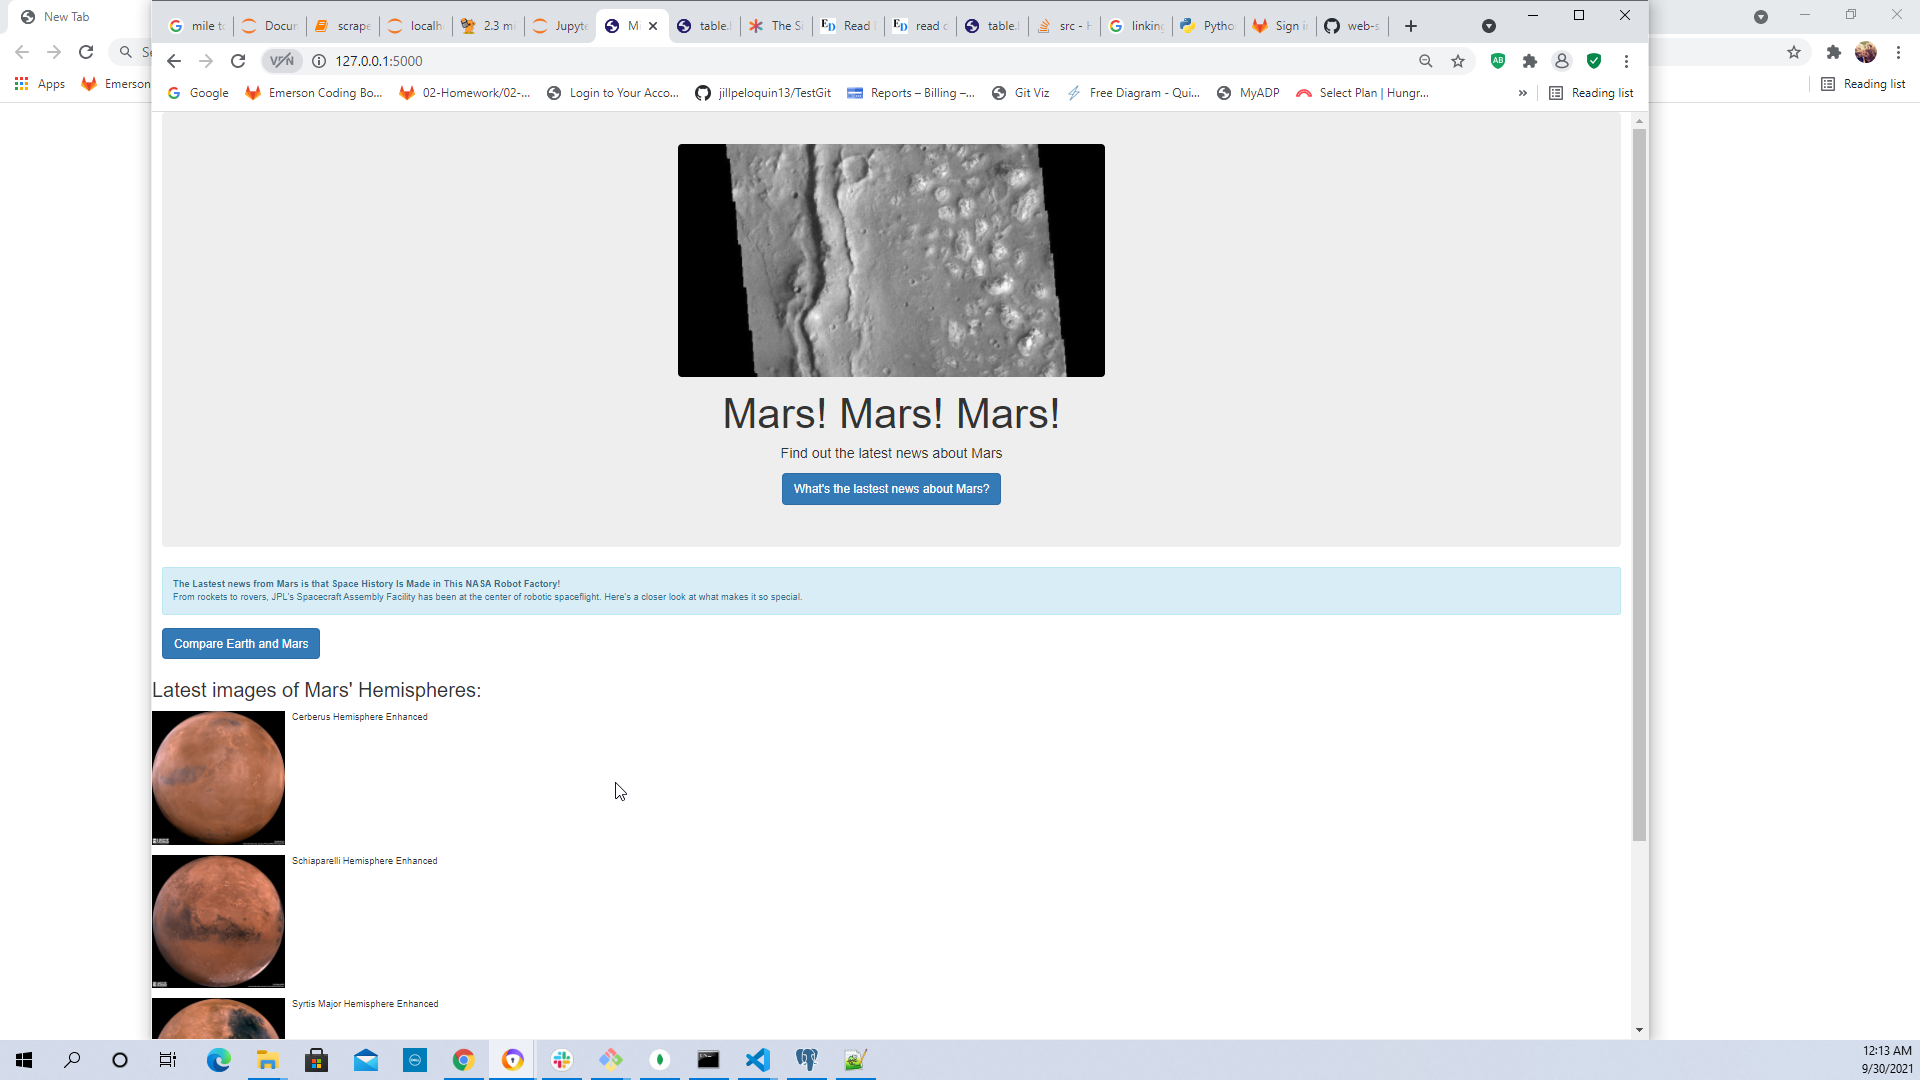 New Tab
mile to
Docum
scrape
localh
2.3 mi
Jupyte
Mi
table.
The Si
Read
read c
table.
src - H
linking
Pytho
Sign in
web-s
127.0.0.1:5000
Apps
Emerson
Google
Emerson Coding Bo...
02-Homework/02-...
Login to Your Acco...
jillpeloquin13/TestGit
Reports – Billing –...
Git Viz
Free Diagram - Qui...
MyADP
Select Plan | Hungr...
»
Reading list
Reading list
Mars! Mars! Mars!
Find out the latest news about Mars
What's the lastest news about Mars?
The Lastest news from Mars is that Space History Is Made in This NASA Robot Factory!
From rockets to rovers, JPL's Spacecraft Assembly Facility has been at the center of robotic spaceflight. Here's a closer look at what makes it so special.
Compare Earth and Mars
Latest images of Mars' Hemispheres:
Cerberus Hemisphere Enhanced
Schiaparelli Hemisphere Enhanced
Syrtis Major Hemisphere Enhanced
12:13 AM
9/30/2021